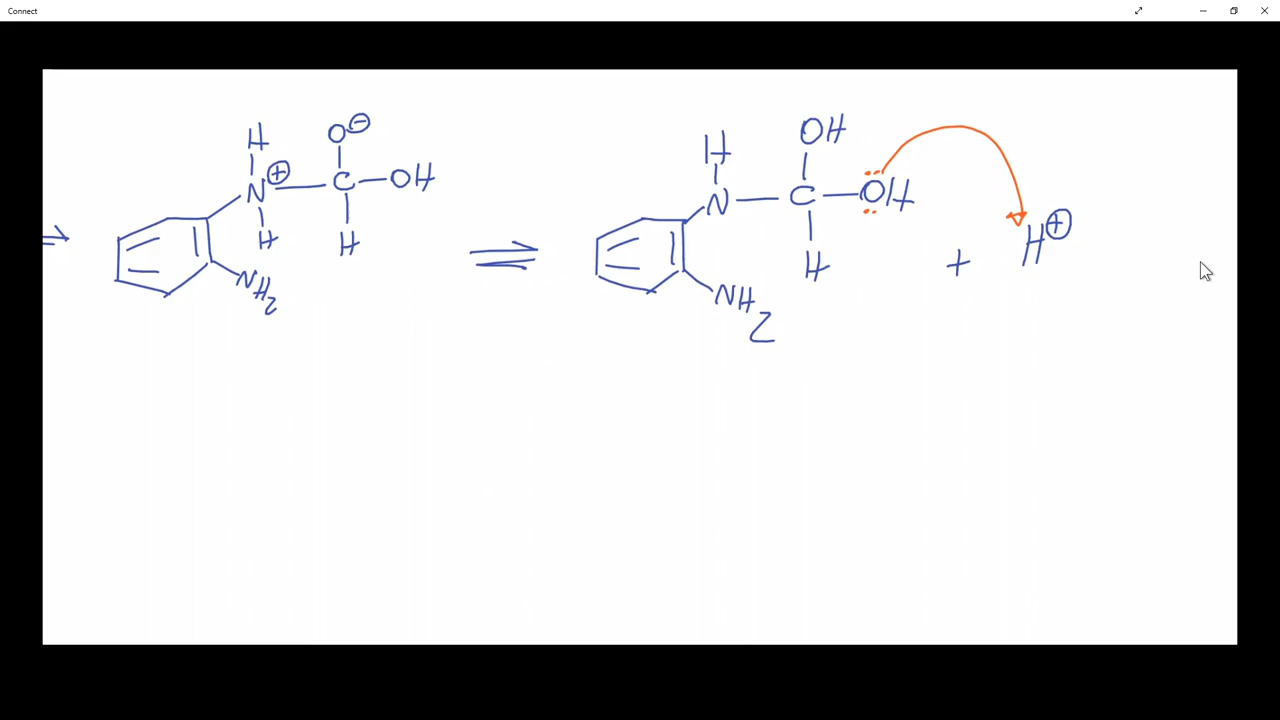 Connect
H O⊖ H OH
N⊕ C OH N C OH H⊕
H H ⇌ H +
NH2 NH2